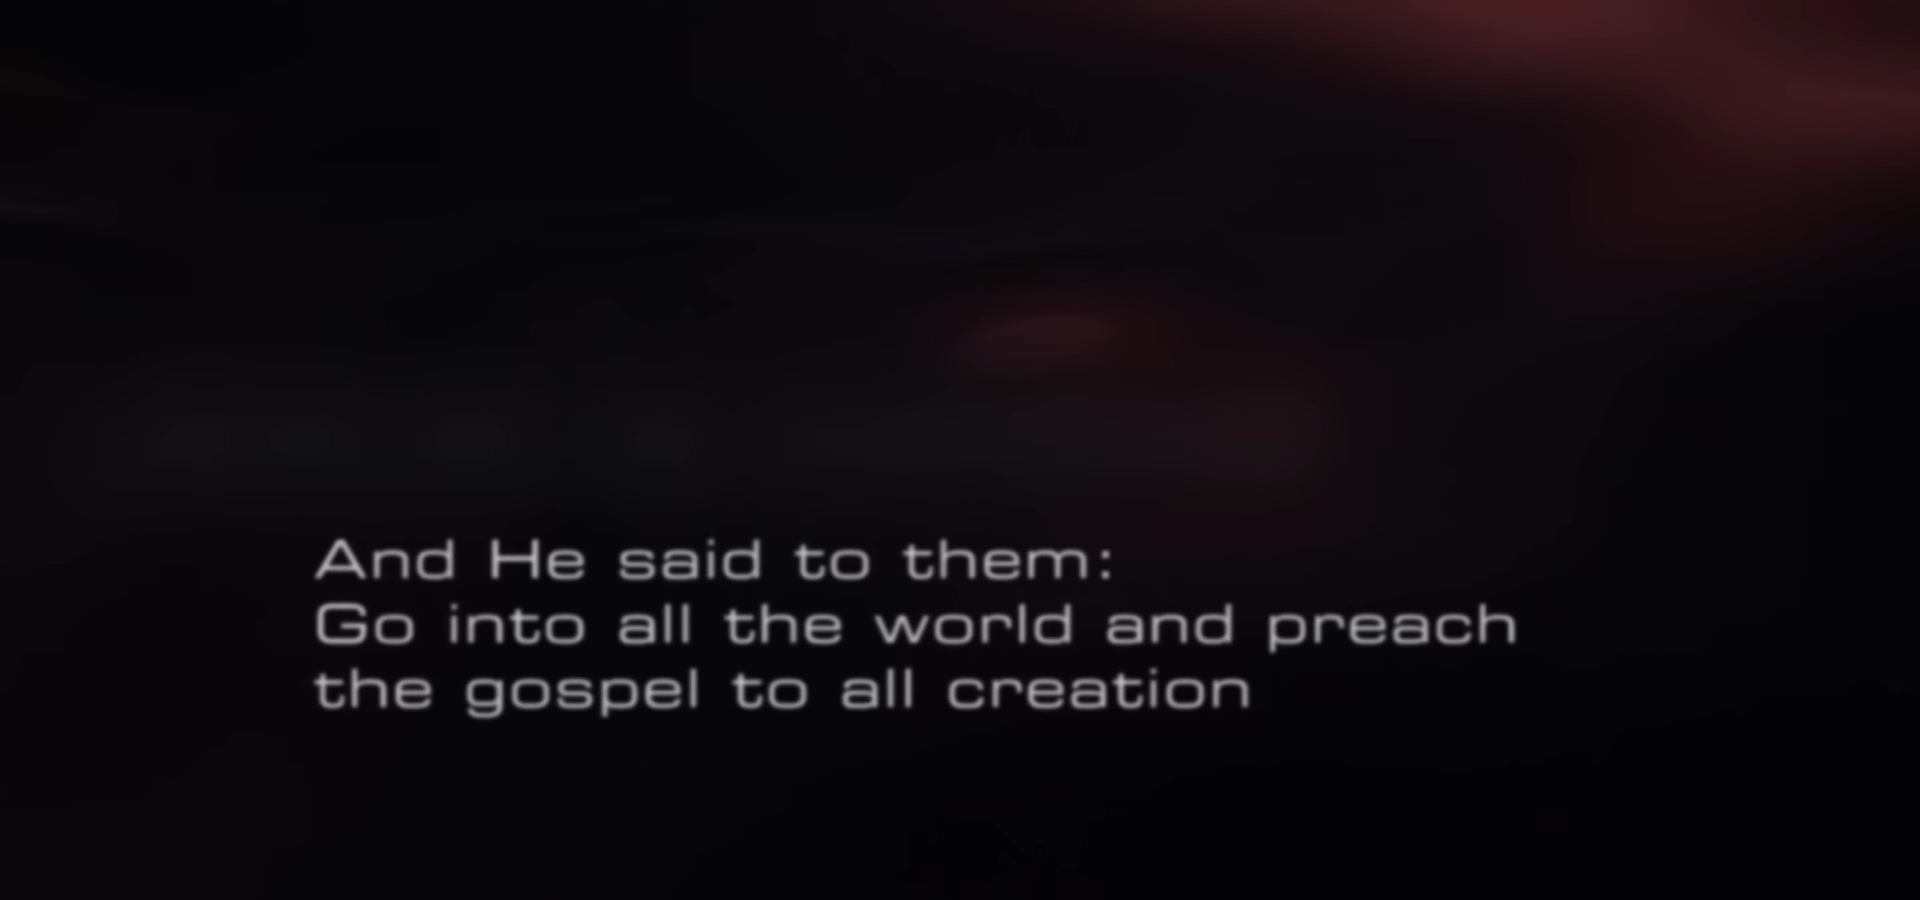 And He said to them:
Go into all the world and preach
the gospel to all creation